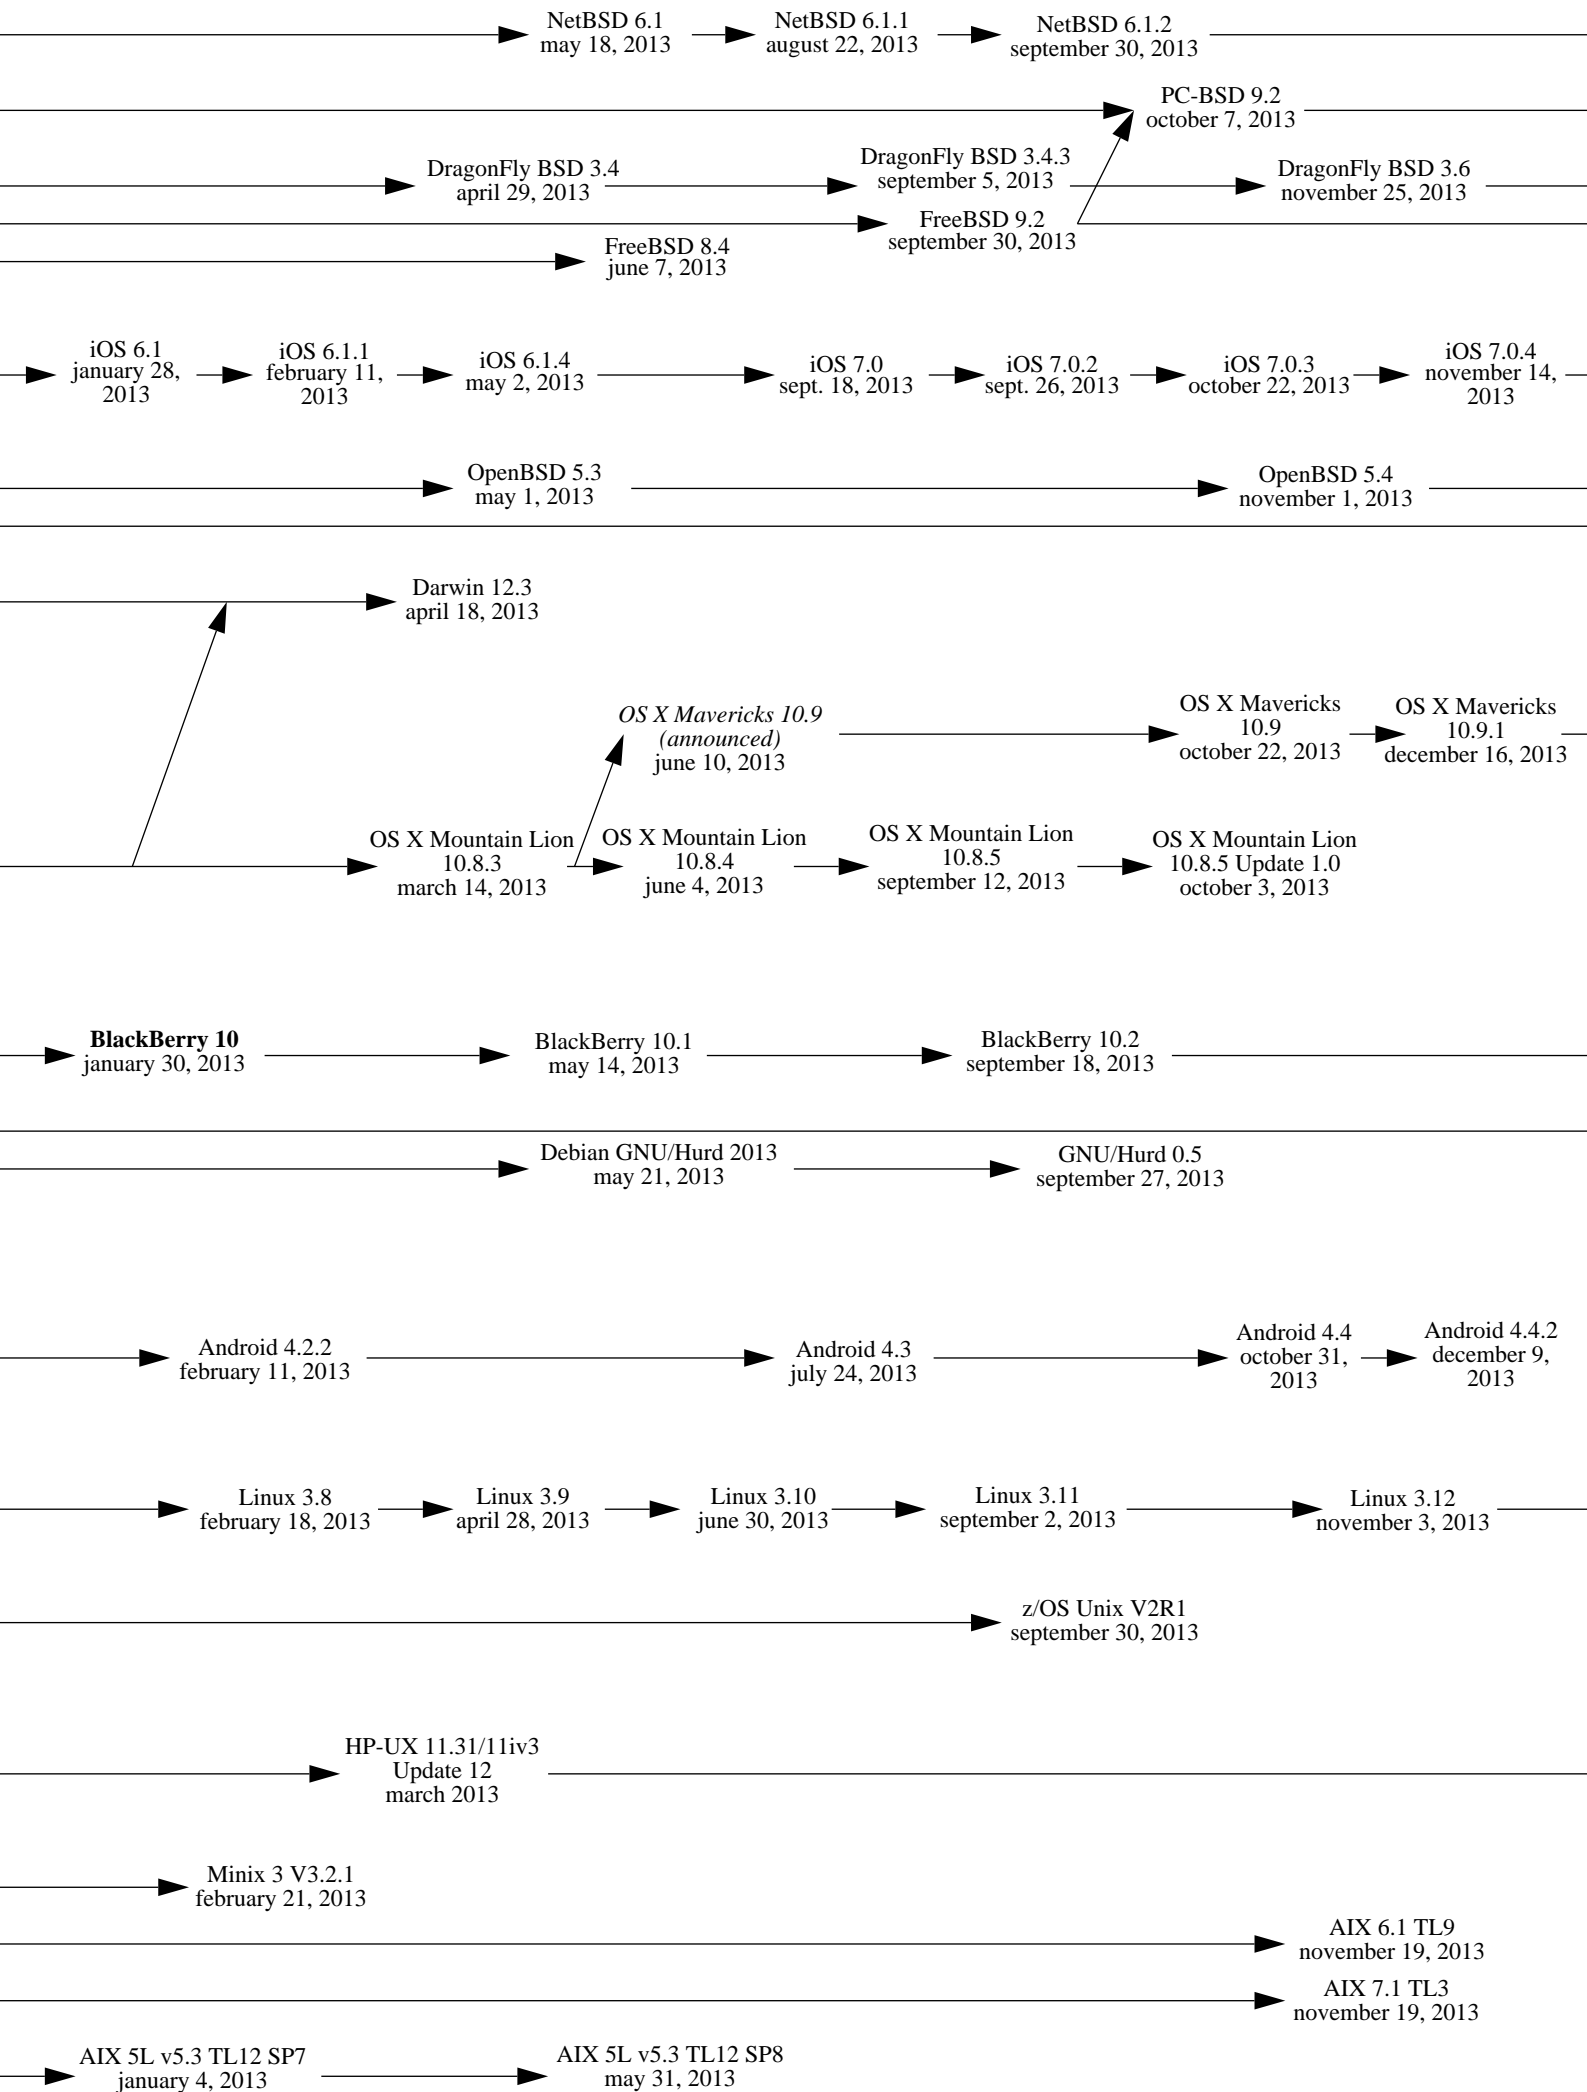 NetBSD 6.1
may 18, 2013
NetBSD 6.1.1
august 22, 2013
NetBSD 6.1.2
september 30, 2013
PC-BSD 9.2
october 7, 2013
DragonFly BSD 3.4
april 29, 2013
DragonFly BSD 3.4.3
september 5, 2013
DragonFly BSD 3.6
november 25, 2013
FreeBSD 9.2
september 30, 2013
FreeBSD 8.4
june 7, 2013
iOS 6.1
january 28,
2013
iOS 6.1.1
february 11,
2013
iOS 6.1.4
may 2, 2013
iOS 7.0
sept. 18, 2013
iOS 7.0.2
sept. 26, 2013
iOS 7.0.3
october 22, 2013
iOS 7.0.4
november 14,
2013
OpenBSD 5.3
may 1, 2013
OpenBSD 5.4
november 1, 2013
Darwin 12.3
april 18, 2013
OS X Mavericks 10.9
(announced)
june 10, 2013
OS X Mavericks
10.9
october 22, 2013
OS X Mavericks
10.9.1
december 16, 2013
OS X Mountain Lion
10.8.3
march 14, 2013
OS X Mountain Lion
10.8.4
june 4, 2013
OS X Mountain Lion
10.8.5
september 12, 2013
OS X Mountain Lion
10.8.5 Update 1.0
october 3, 2013
BlackBerry 10
january 30, 2013
BlackBerry 10.1
may 14, 2013
BlackBerry 10.2
september 18, 2013
Debian GNU/Hurd 2013
may 21, 2013
GNU/Hurd 0.5
september 27, 2013
Android 4.2.2
february 11, 2013
Android 4.3
july 24, 2013
Android 4.4
october 31,
2013
Android 4.4.2
december 9,
2013
Linux 3.8
february 18, 2013
Linux 3.9
april 28, 2013
Linux 3.10
june 30, 2013
Linux 3.11
september 2, 2013
Linux 3.12
november 3, 2013
z/OS Unix V2R1
september 30, 2013
HP-UX 11.31/11iv3
Update 12
march 2013
Minix 3 V3.2.1
february 21, 2013
AIX 6.1 TL9
november 19, 2013
AIX 7.1 TL3
november 19, 2013
AIX 5L v5.3 TL12 SP7
january 4, 2013
AIX 5L v5.3 TL12 SP8
may 31, 2013